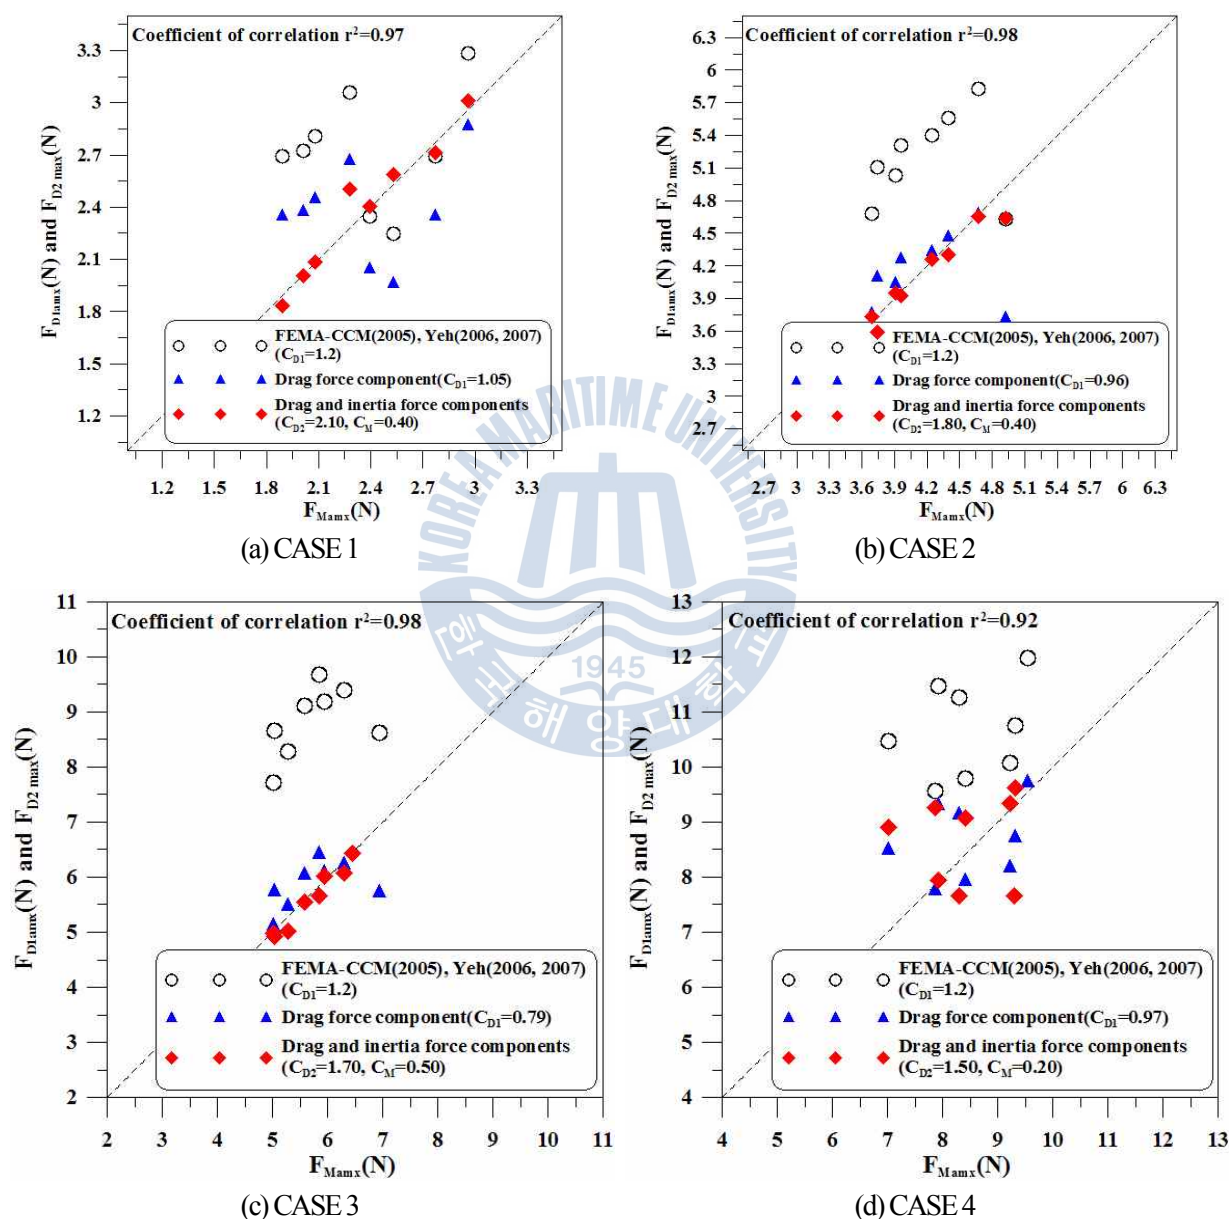 Coefficient of correlation r²=0.97
3.3
3
2.7
2.4
2.1
1.8
1.5
1.2
F_D1amx(N) and F_D2 max(N)
FEMA-CCM(2005), Yeh(2006, 2007)
(C_D1=1.2)
Drag force component(C_D1=1.05)
Drag and inertia force components
(C_D2=2.10, C_M=0.40)
1.2 1.5 1.8 2.1 2.4 2.7 3 3.3
F_Mamx(N)
(a) CASE 1
Coefficient of correlation r²=0.98
6.3
6
5.7
5.4
5.1
4.8
4.5
4.2
3.9
3.6
3.3
3
2.7
F_D1amx(N) and F_D2 max(N)
FEMA-CCM(2005), Yeh(2006, 2007)
(C_D1=1.2)
Drag force component(C_D1=0.96)
Drag and inertia force components
(C_D2=1.80, C_M=0.40)
2.7 3 3.3 3.6 3.9 4.2 4.5 4.8 5.1 5.4 5.7 6 6.3
F_Mamx(N)
(b) CASE 2
KOREA MARITIME UNIVERSITY
1945
한국해양대학교
Coefficient of correlation r²=0.98
11
10
9
8
7
6
5
4
3
2
F_D1amx(N) and F_D2 max(N)
FEMA-CCM(2005), Yeh(2006, 2007)
(C_D1=1.2)
Drag force component(C_D1=0.79)
Drag and inertia force components
(C_D2=1.70, C_M=0.50)
2 3 4 5 6 7 8 9 10 11
F_Mamx(N)
(c) CASE 3
Coefficient of correlation r²=0.92
13
12
11
10
9
8
7
6
5
4
F_D1amx(N) and F_D2 max(N)
FEMA-CCM(2005), Yeh(2006, 2007)
(C_D1=1.2)
Drag force component(C_D1=0.97)
Drag and inertia force components
(C_D2=1.50, C_M=0.20)
4 5 6 7 8 9 10 11 12 13
F_Mamx(N)
(d) CASE 4